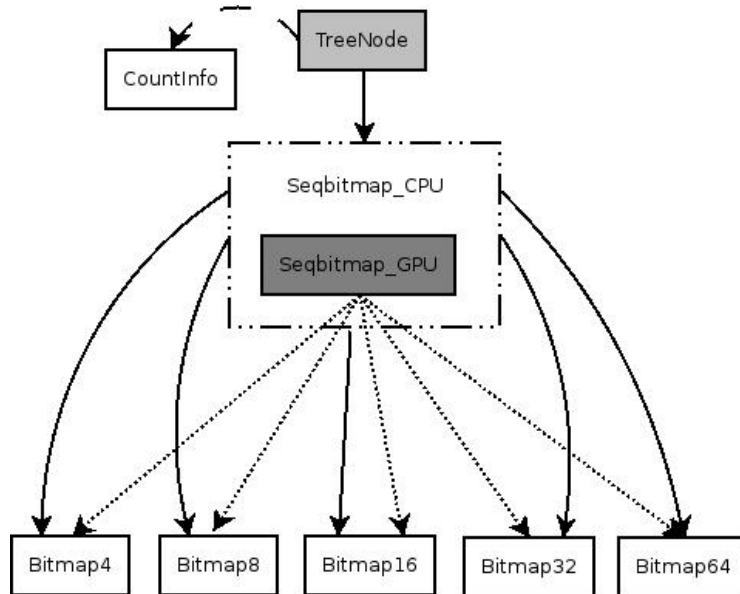 TreeNode
CountInfo
Seqbitmap_CPU
Seqbitmap_GPU
Bitmap4
Bitmap8
Bitmap16
Bitmap32
Bitmap64